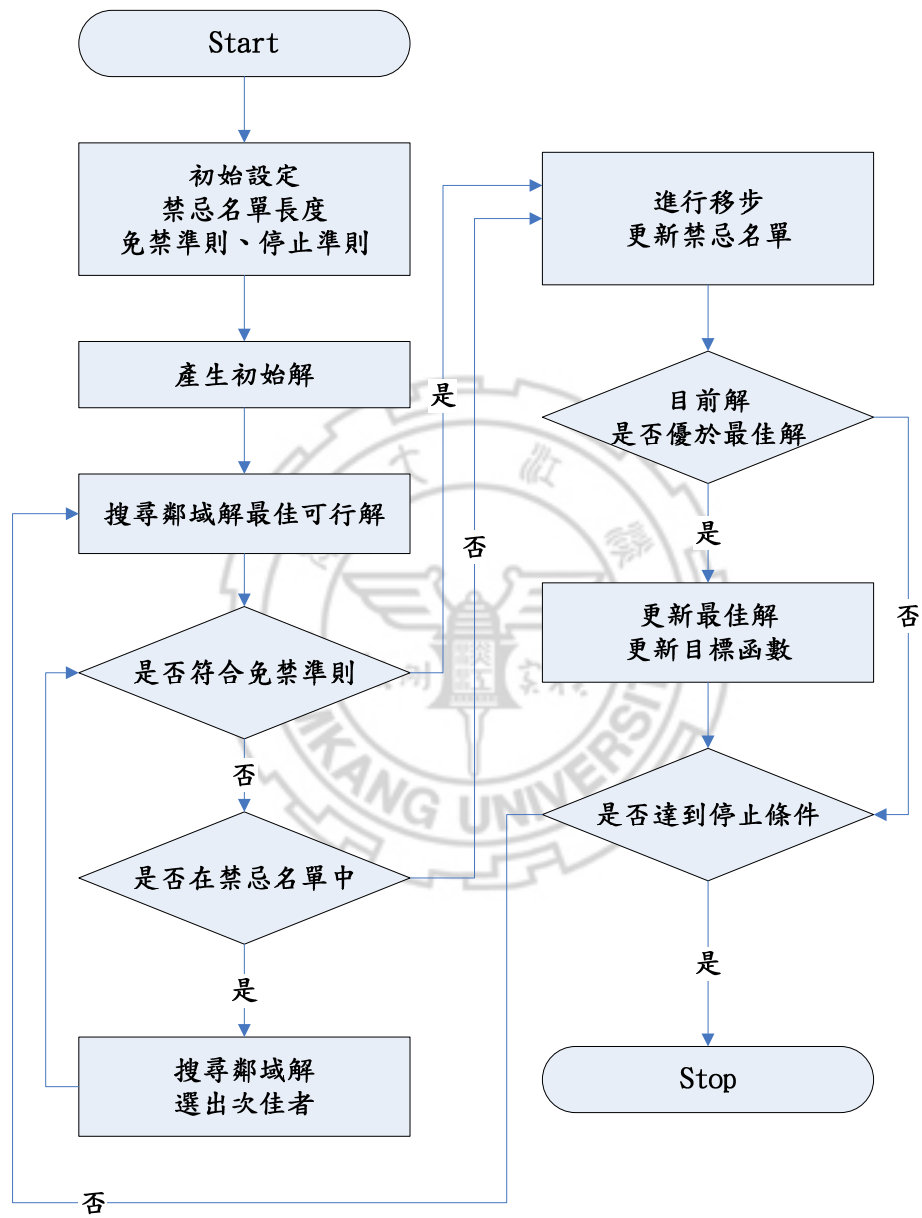 Start
初始設定
禁忌名單長度
免禁準則、停止準則
產生初始解
搜尋鄰域解最佳可行解
是否符合免禁準則
是
否
是否在禁忌名單中
否
是
搜尋鄰域解
選出次佳者
進行移步
更新禁忌名單
目前解
是否優於最佳解
是
否
更新最佳解
更新目標函數
是否達到停止條件
否
是
Stop
大
江
淡
MKANG UNIVERSI